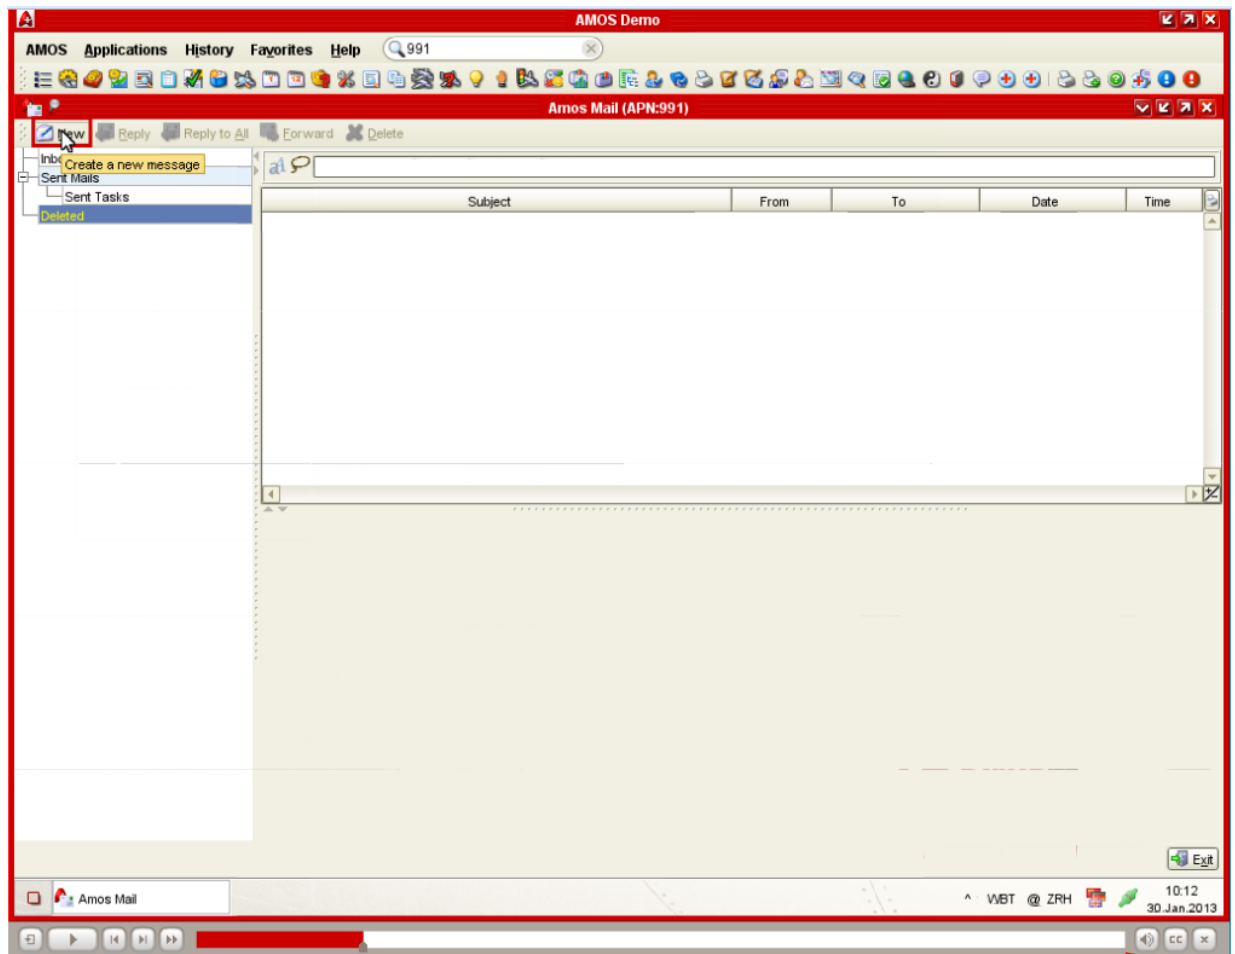 AMOS Demo
AMOS Applications History Favorites Help 991
Amos Mail (APN:991)
New Reply Reply to All Forward Delete
Create a new message
Sent Mails
Sent Tasks
Deleted
Subject From To Date Time
Exit
Amos Mail
^ WBT @ ZRH
10:12
30.Jan.2013
CC